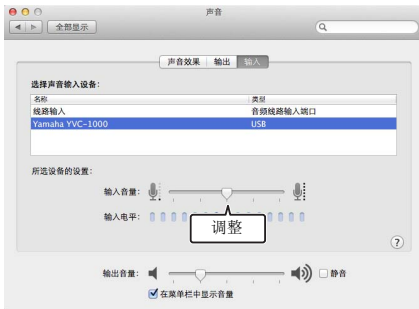 声音
全部显示
声音效果 输出 输入
选择声音输入设备：
名称 类型
线路输入 音频线路输入端口
Yamaha YVC-1000 USB
所选设备的设置：
输入音量：
输入电平：
调整
?
输出音量： 静音
在菜单栏中显示音量